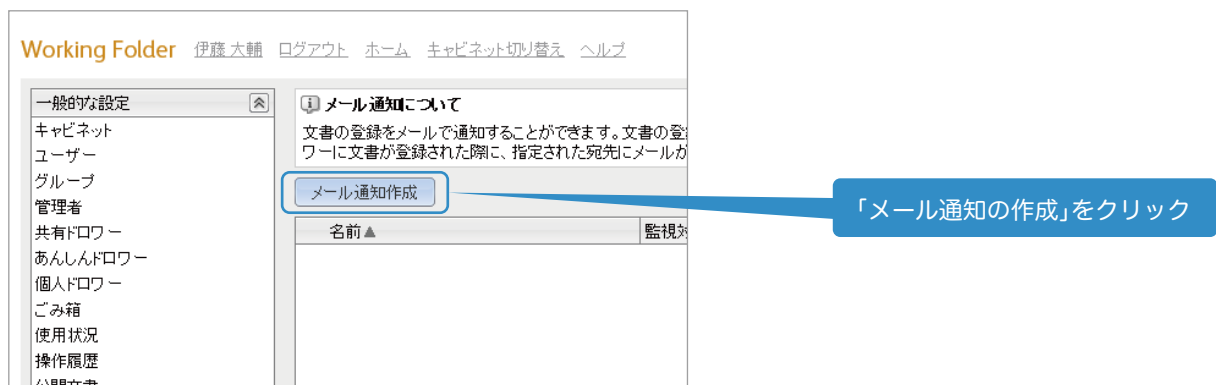 Working Folder 伊藤 大輔 ログアウト ホーム キャビネット切り替え ヘルプ
一般的な設定
キャビネット
ユーザー
グループ
管理者
共有ドロワー
あんしんドロワー
個人ドロワー
ごみ箱
使用状況
操作履歴
公開文書
メール通知について
文書の登録をメールで通知することができます。文書の登
ワーに文書が登録された際に、指定された宛先にメールが
メール通知作成
名前▲ 監視対
「メール通知の作成」をクリック